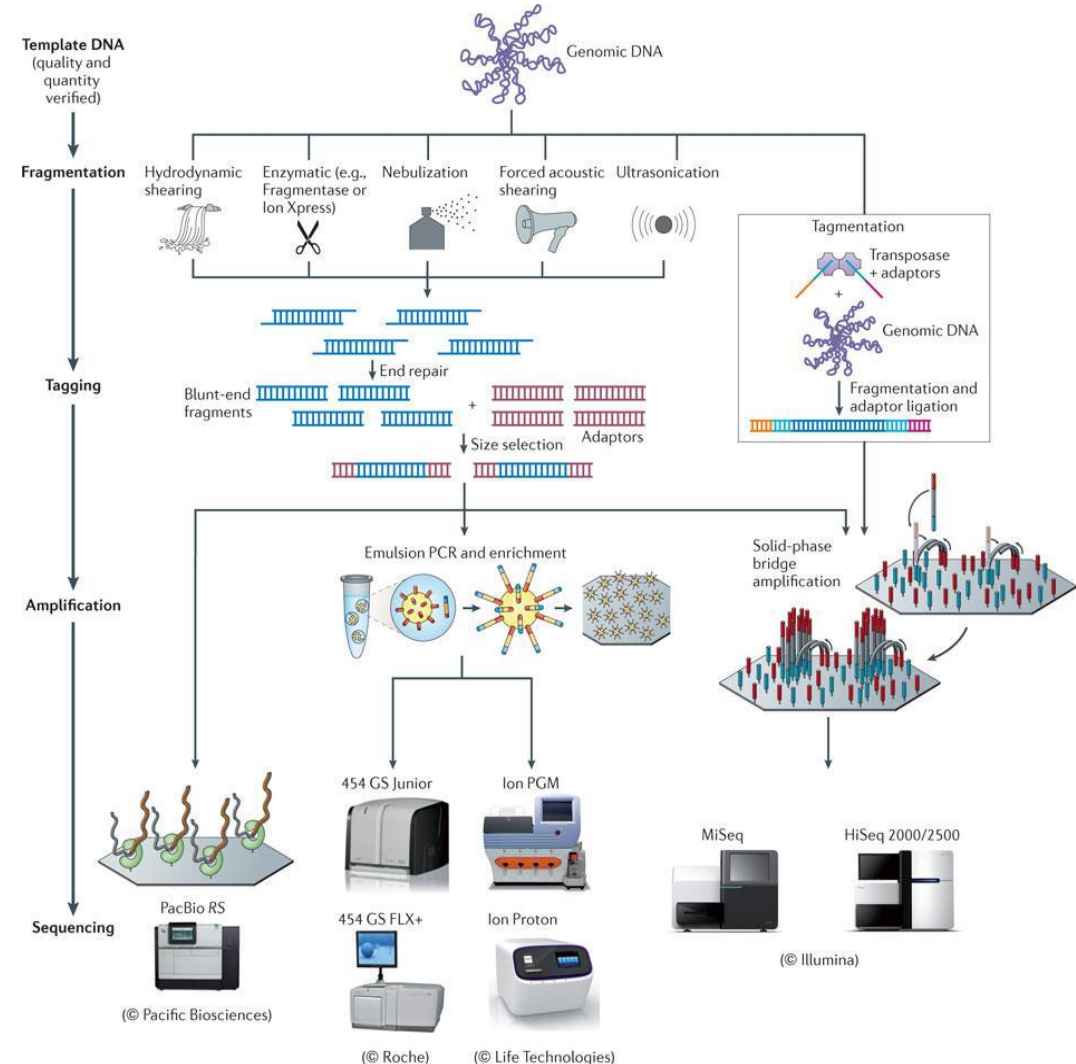 Template DNA
(quality and
quantity
verified)
Genomic DNA
Fragmentation
Hydrodynamic
shearing
Enzymatic (e.g.,
Fragmentase or
Ion Xpress)
Nebulization
Forced acoustic
shearing
Ultrasonication
Tagmentation
Transposase
+ adaptors
+
Genomic DNA
Fragmentation and
adaptor ligation
Tagging
End repair
Blunt-end
fragments
+
Adaptors
Size selection
Amplification
Emulsion PCR and enrichment
Solid-phase
bridge
amplification
Sequencing
PacBio RS
(© Pacific Biosciences)
454 GS Junior
454 GS FLX+
(© Roche)
Ion PGM
Ion Proton
(© Life Technologies)
MiSeq
HiSeq 2000/2500
(© Illumina)